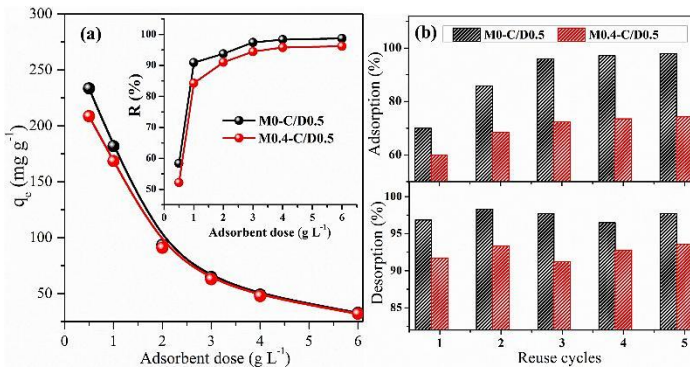 (a)
300
250
200
150
100
50
qe (mg g-1)
0 1 2 3 4 5 6
Adsorbent dose (g L-1)
100
90
80
70
60
50
R (%)
M0-C/D0.5
M0.4-C/D0.5
0 1 2 3 4 5 6
Adsorbent dose (g L-1)
(b)
M0-C/D0.5 M0.4-C/D0.5
100
80
60
Adsorption (%)
100
95
90
85
Desorption (%)
1 2 3 4 5
Reuse cycles